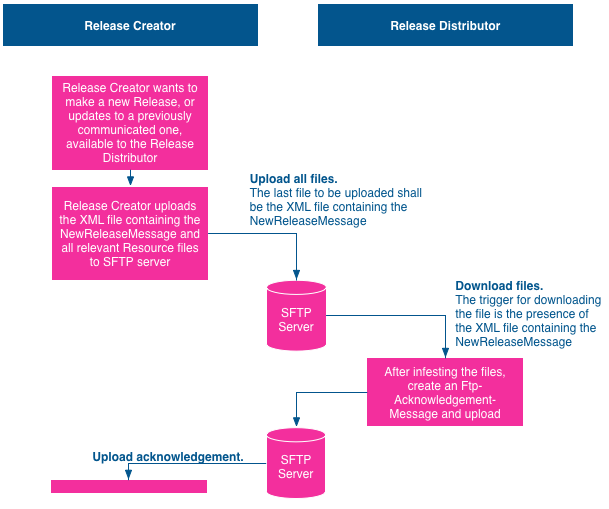 Release Creator
Release Distributor
Release Creator wants to
make a new Release, or
updates to a previously
communicated one,
available to the Release
Distributor
Upload all files.
The last file to be uploaded shall
be the XML file containing the
NewReleaseMessage
Release Creator uploads
the XML file containing the
NewReleaseMessage and
all relevant Resource files
to SFTP server
SFTP
Server
Download files.
The trigger for downloading
the file is the presence of
the XML file containing the
NewReleaseMessage
After infesting the files,
create an Ftp-
Acknowledgement-
Message and upload
SFTP
Server
Upload acknowledgement.